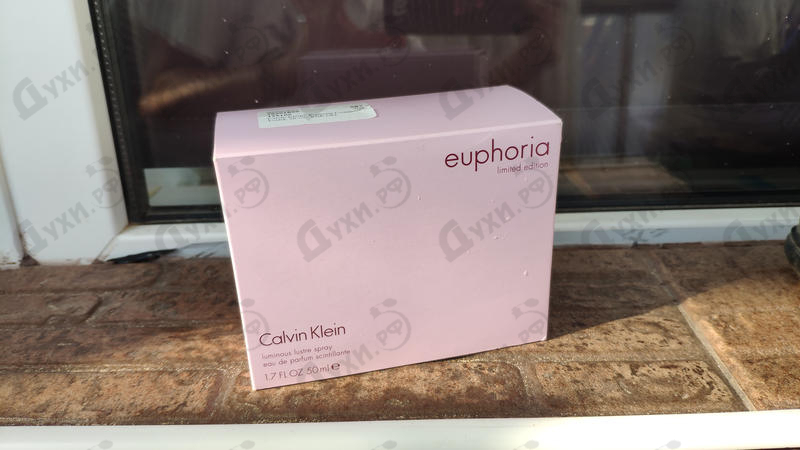 euphoria
limited edition
Calvin Klein
luminous lustre spray
eau de parfum scintillante
1.7 FL OZ 50 ml e
Духи.РФ